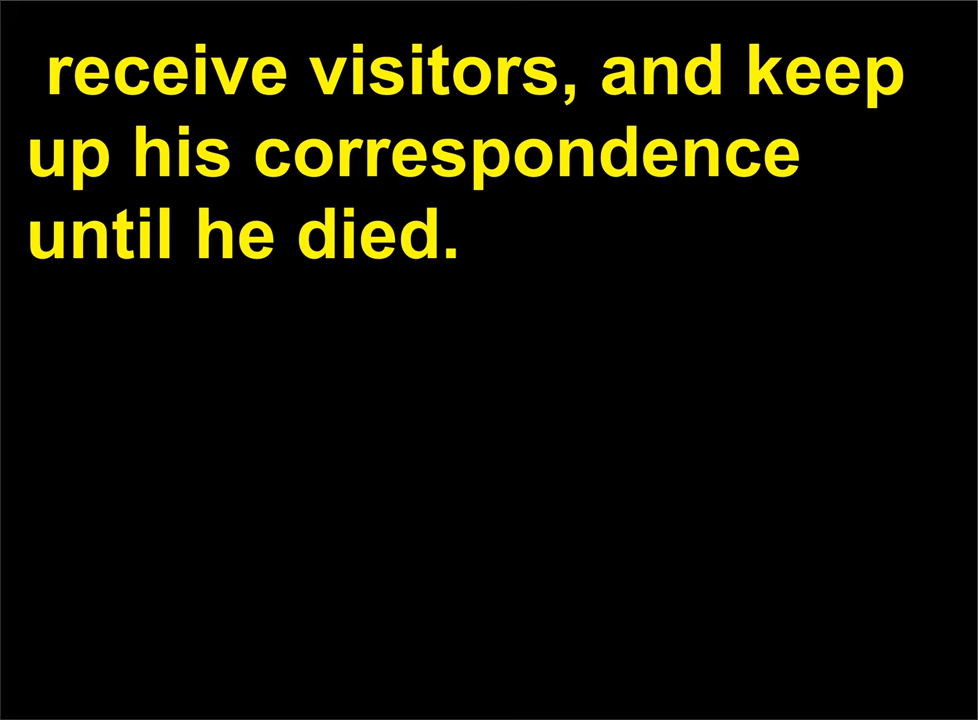 receive visitors, and keep
up his correspondence
until he died.